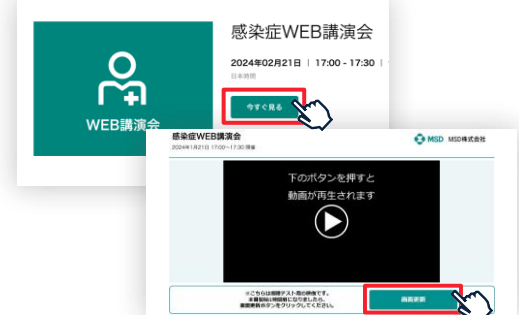 感染症WEB講演会
2024年02月21日 | 17:00 - 17:30 |
日本時間
今すぐ見る
WEB講演会
感染症WEB講演会
2024年1月21日 17:00〜17:30 開催
MSD MSD株式会社
下のボタンを押すと
動画が再生されます
※こちらは視聴テスト用の映像です。
本番開始1時間前になりましたら、
画面更新ボタンをクリックしてください。
画面更新